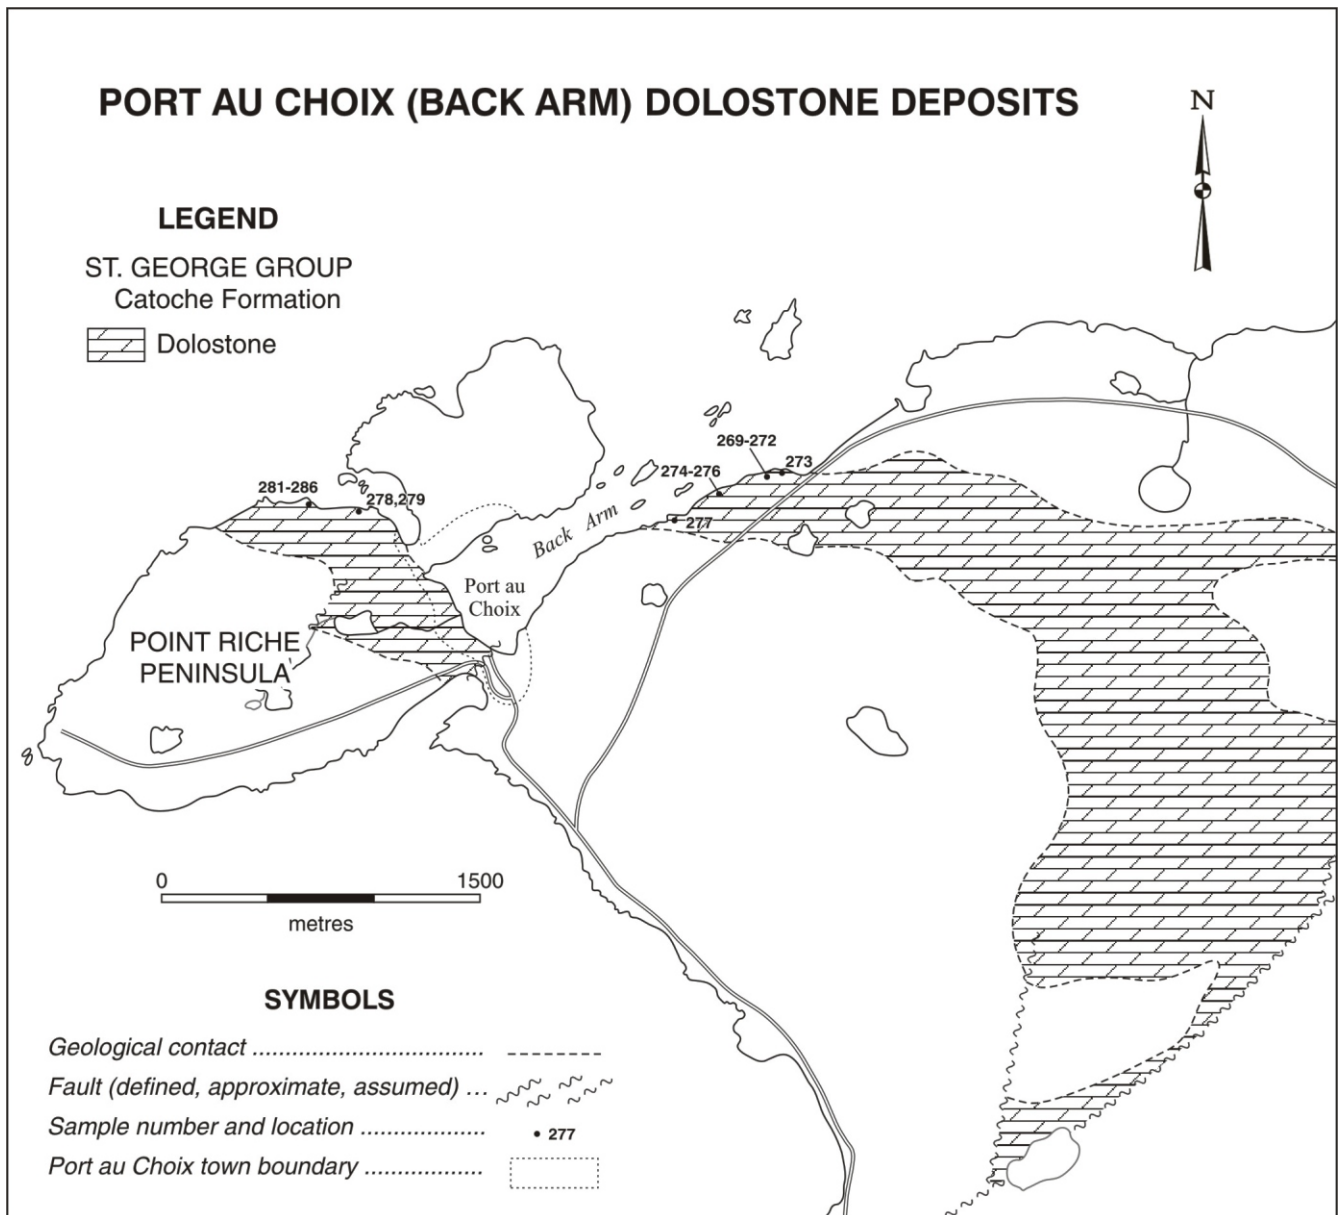 PORT AU CHOIX (BACK ARM) DOLOSTONE DEPOSITS
N
LEGEND
ST. GEORGE GROUP
Catoche Formation
Dolostone
269-272
273
274-276
281-286
278,279
277
Back Arm
Port au
Choix
POINT RICHE
PENINSULA
0 1500
metres
SYMBOLS
Geological contact ...................................
Fault (defined, approximate, assumed) ...
Sample number and location ...................
277
Port au Choix town boundary ..................